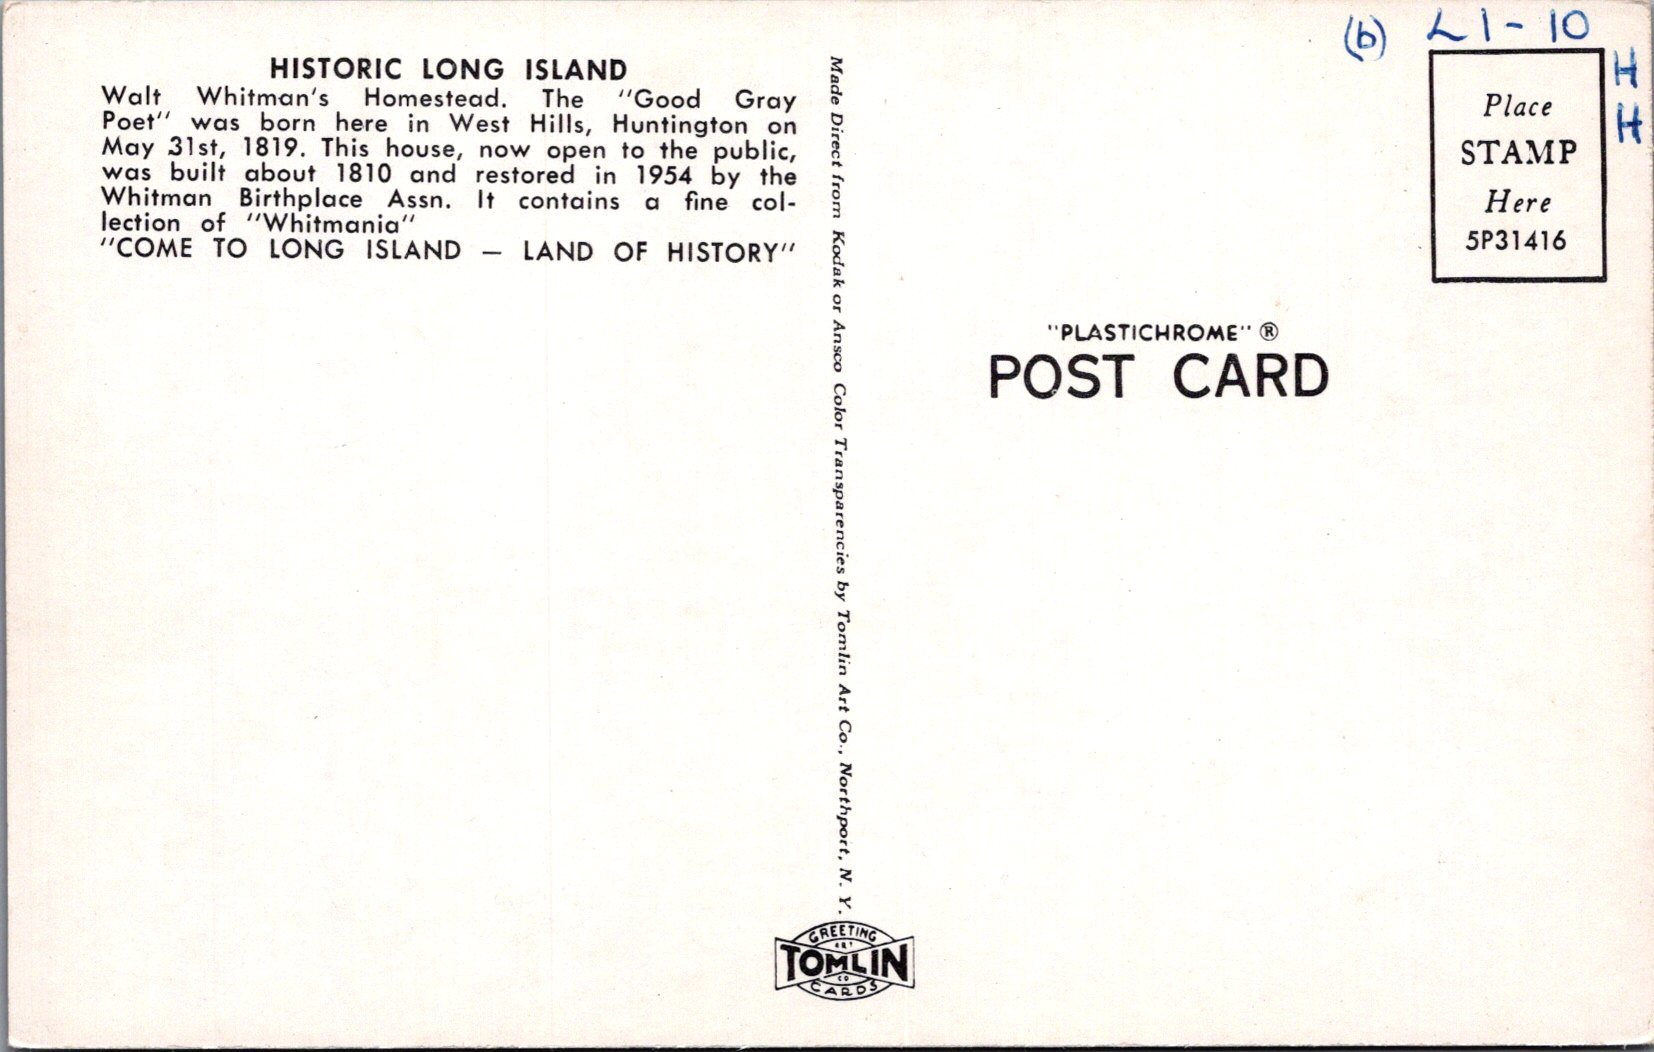 (b) L1-10
H
H
HISTORIC LONG ISLAND
Walt Whitman's Homestead. The "Good Gray
Poet" was born here in West Hills, Huntington on
May 31st, 1819. This house, now open to the public,
was built about 1810 and restored in 1954 by the
Whitman Birthplace Assn. It contains a fine col-
lection of "Whitmania"
"COME TO LONG ISLAND — LAND OF HISTORY"
Made Direct from Kodak or Ansco Color Transparencies by Tomlin Art Co., Northport, N. Y.
Place
STAMP
Here
5P31416
"PLASTICHROME" ®
POST CARD
GREETING
ART
TOMLIN
CO
CARDS